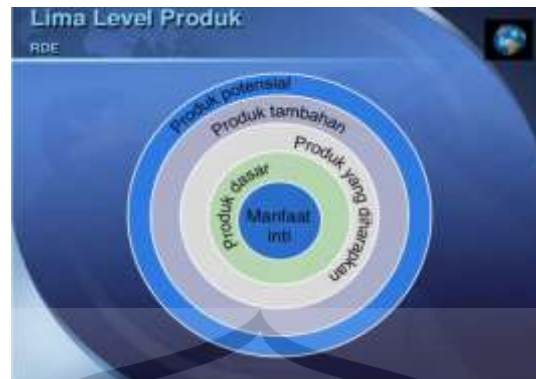 Lima Level Produk
RDE
Produk potensial
Produk tambahan
Produk yang diharapkan
Produk dasar
Manfaat
inti